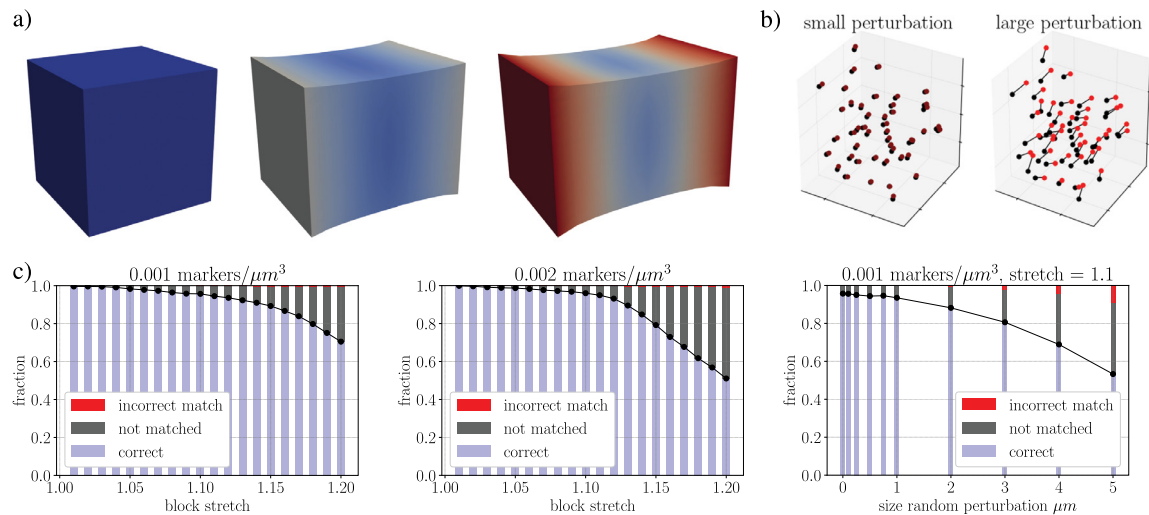 a)
b)
small perturbation
large perturbation
c)
0.001 markers/μm³
fraction
1.0
0.8
0.6
0.4
0.2
0.0
incorrect match
not matched
correct
1.00
1.05
1.10
1.15
1.20
block stretch
0.002 markers/μm³
fraction
1.0
0.8
0.6
0.4
0.2
0.0
incorrect match
not matched
correct
1.00
1.05
1.10
1.15
1.20
block stretch
0.001 markers/μm³, stretch = 1.1
fraction
1.0
0.8
0.6
0.4
0.2
0.0
incorrect match
not matched
correct
0
1
2
3
4
5
size random perturbation μm